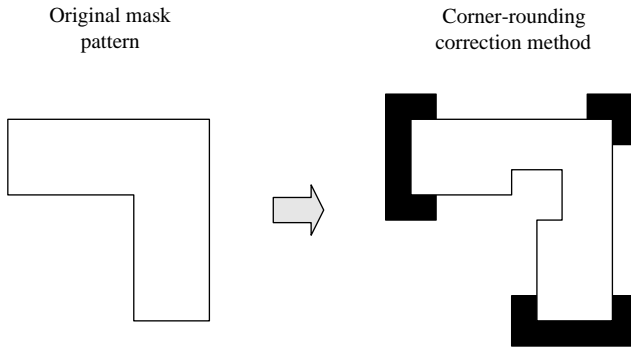 Original mask
pattern
Corner-rounding
correction method